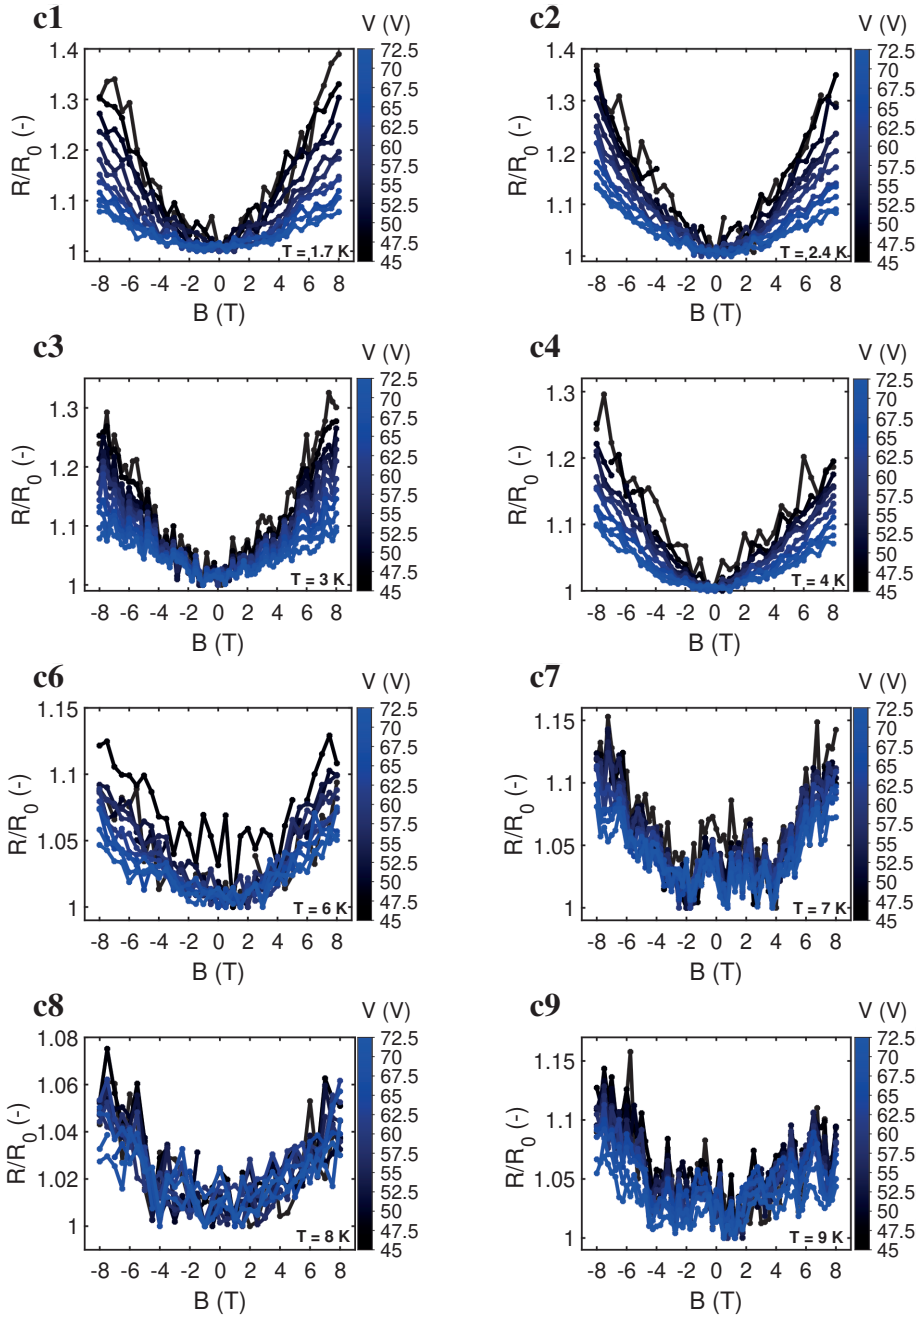 c1
V (V)
c2
V (V)
1.4
1.3
1.2
1.1
1
R/R0 (-)
T = 1.7 K
-8 -6 -4 -2 0 2 4 6 8
B (T)
72.5
70
67.5
65
62.5
60
57.5
55
52.5
50
47.5
45
1.4
1.3
1.2
1.1
1
R/R0 (-)
T = 2.4 K
-8 -6 -4 -2 0 2 4 6 8
B (T)
72.5
70
67.5
65
62.5
60
57.5
55
52.5
50
47.5
45
c3
V (V)
c4
V (V)
1.3
1.2
1.1
1
R/R0 (-)
T = 3 K
-8 -6 -4 -2 0 2 4 6 8
B (T)
72.5
70
67.5
65
62.5
60
57.5
55
52.5
50
47.5
45
1.3
1.2
1.1
1
R/R0 (-)
T = 4 K
-8 -6 -4 -2 0 2 4 6 8
B (T)
72.5
70
67.5
65
62.5
60
57.5
55
52.5
50
47.5
45
c6
V (V)
c7
V (V)
1.15
1.1
1.05
1
R/R0 (-)
T = 6 K
-8 -6 -4 -2 0 2 4 6 8
B (T)
72.5
70
67.5
65
62.5
60
57.5
55
52.5
50
47.5
45
1.15
1.1
1.05
1
R/R0 (-)
T = 7 K
-8 -6 -4 -2 0 2 4 6 8
B (T)
72.5
70
67.5
65
62.5
60
57.5
55
52.5
50
47.5
45
c8
V (V)
c9
V (V)
1.08
1.06
1.04
1.02
1
R/R0 (-)
T = 8 K
-8 -6 -4 -2 0 2 4 6 8
B (T)
72.5
70
67.5
65
62.5
60
57.5
55
52.5
50
47.5
45
1.15
1.1
1.05
1
R/R0 (-)
T = 9 K
-8 -6 -4 -2 0 2 4 6 8
B (T)
72.5
70
67.5
65
62.5
60
57.5
55
52.5
50
47.5
45